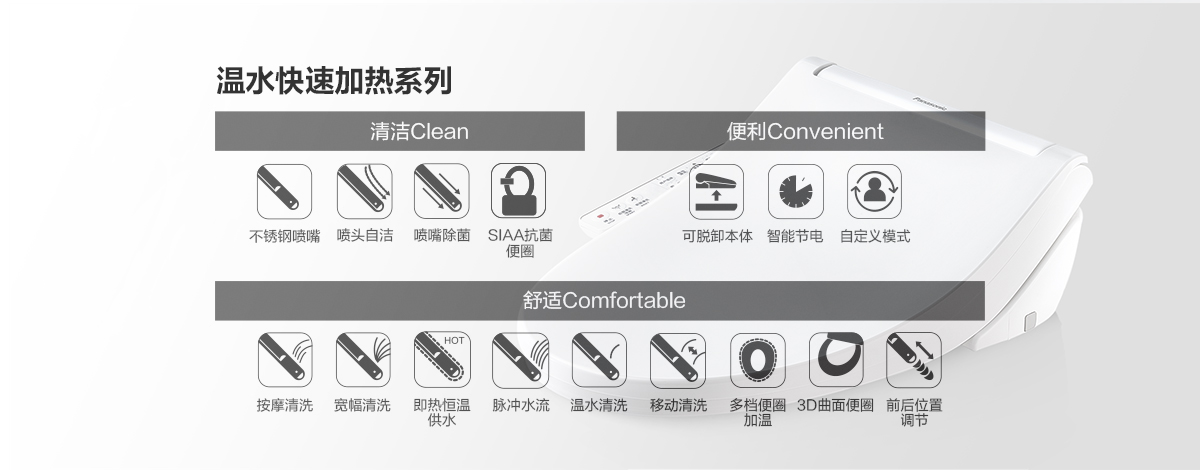 温水快速加热系列
Panasonic
清洁Clean
便利Convenient
不锈钢喷嘴
喷头自洁
喷嘴除菌
SIAA抗菌
便圈
可脱卸本体
智能节电
自定义模式
舒适Comfortable
HOT
按摩清洗
宽幅清洗
即热恒温
供水
脉冲水流
温水清洗
移动清洗
多档便圈
加温
3D曲面便圈
前后位置
调节